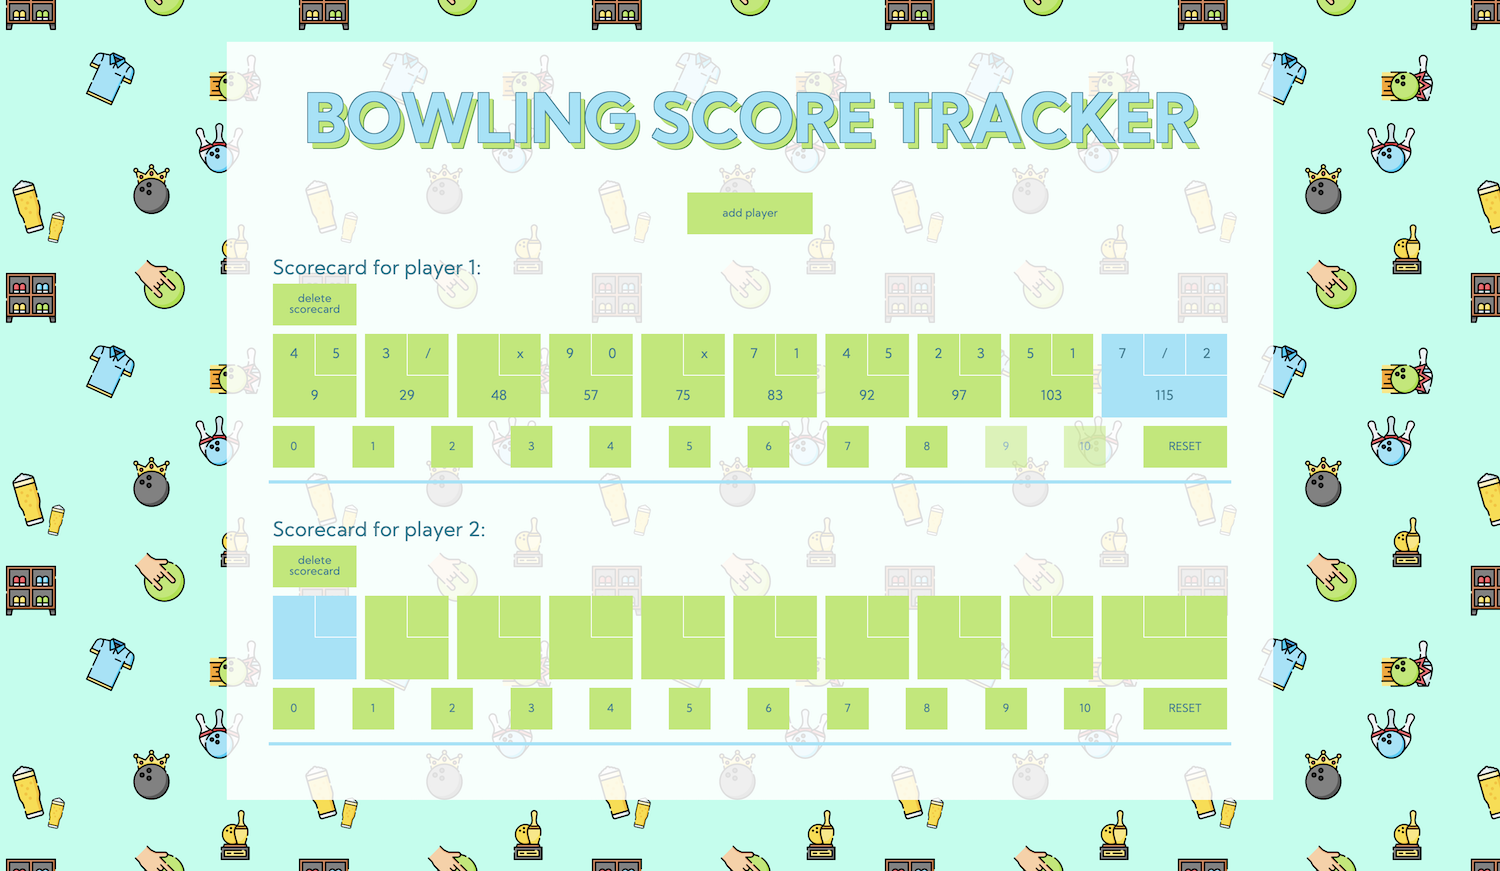 BOWLING SCORE TRACKER
add player
Scorecard for player 1:
delete
scorecard
4 5 3 / x 9 0 x 7 1 4 5 2 3 5 1 7 / 2
9 29 48 57 75 83 92 97 103 115
0 1 2 3 4 5 6 7 8 9 10 RESET
Scorecard for player 2:
delete
scorecard
0 1 2 3 4 5 6 7 8 9 10 RESET